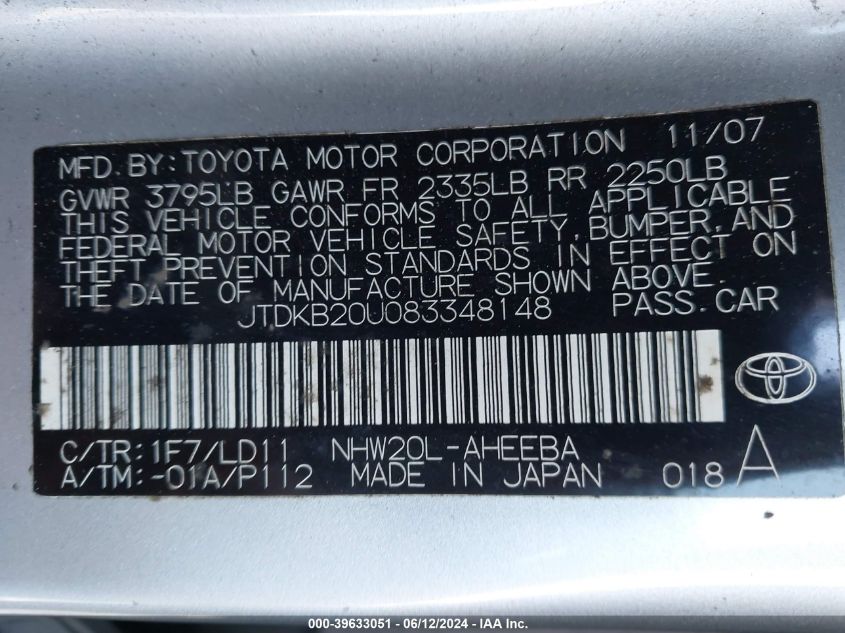 MFD. BY: TOYOTA MOTOR CORPORATION 11/07
GVWR 3795LB GAWR FR 2335LB RR 2250LB
THIS VEHICLE CONFORMS TO ALL APPLICABLE
FEDERAL MOTOR VEHICLE SAFETY, BUMPER, AND
THEFT PREVENTION STANDARDS IN EFFECT ON
THE DATE OF MANUFACTURE SHOWN ABOVE.
JTDKB20U083348148 PASS. CAR
C/TR: 1F7/LD11 NHW20L-AHEEBA
A/TM: -01A/P112 MADE IN JAPAN 018 A
000-39633051 - 06/12/2024 - IAA Inc.